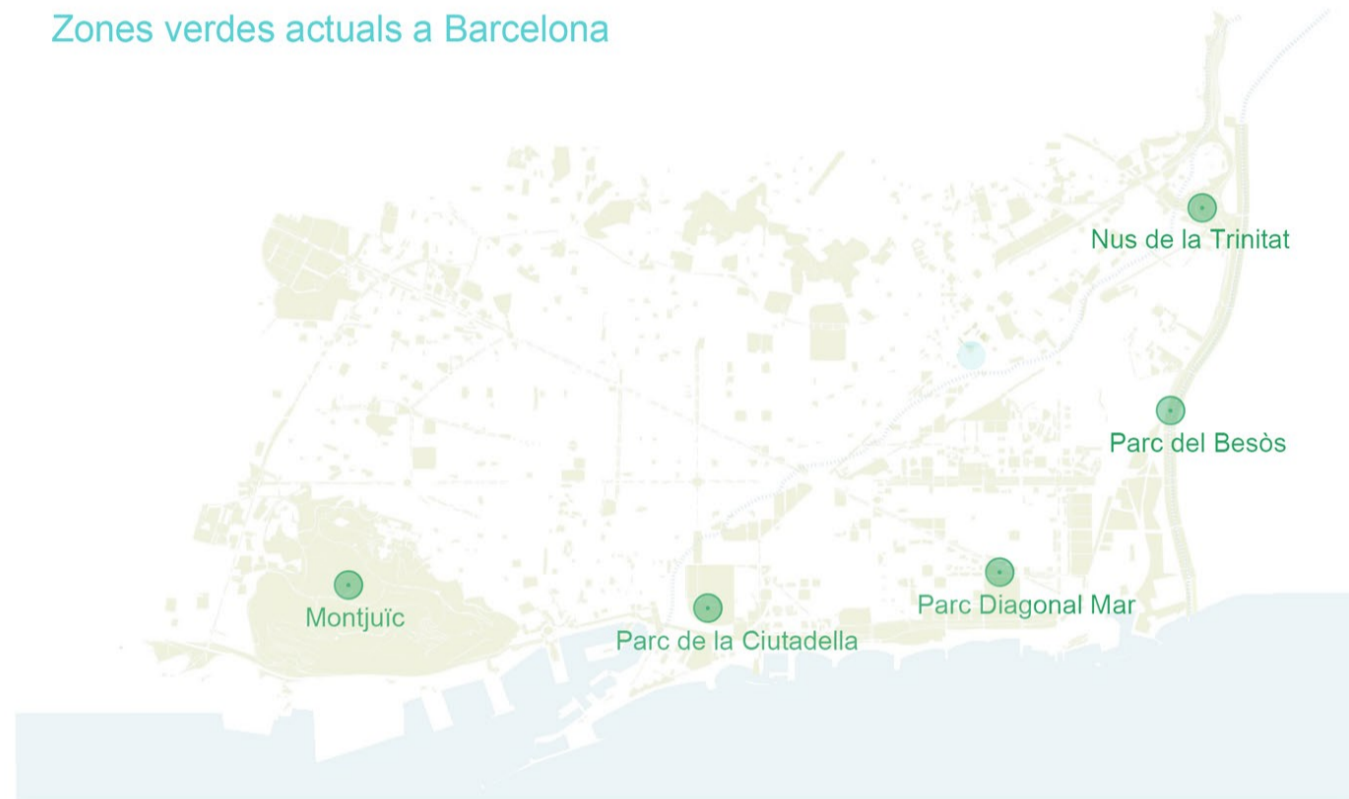 Zones verdes actuals a Barcelona
Nus de la Trinitat
Parc del Besòs
Parc Diagonal Mar
Montjuïc
Parc de la Ciutadella